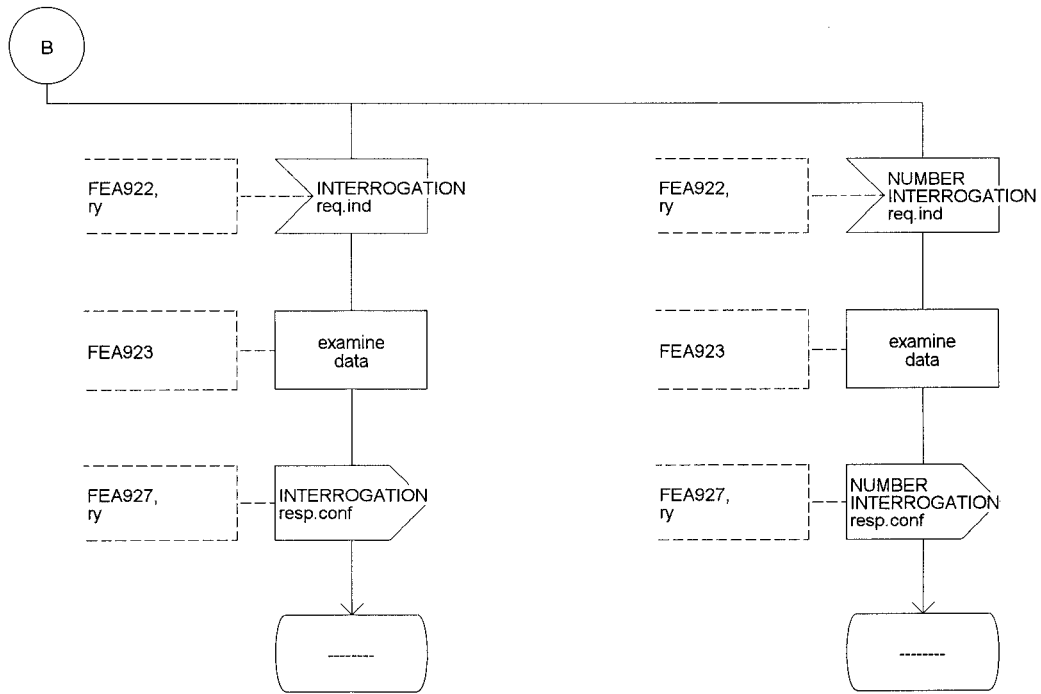 B
FEA922,
ry
INTERROGATION
req.ind
FEA922,
ry
NUMBER
INTERROGATION
req.ind
FEA923
examine
data
FEA923
examine
data
FEA927,
ry
INTERROGATION
resp.conf
FEA927,
ry
NUMBER
INTERROGATION
resp.conf
--------
--------